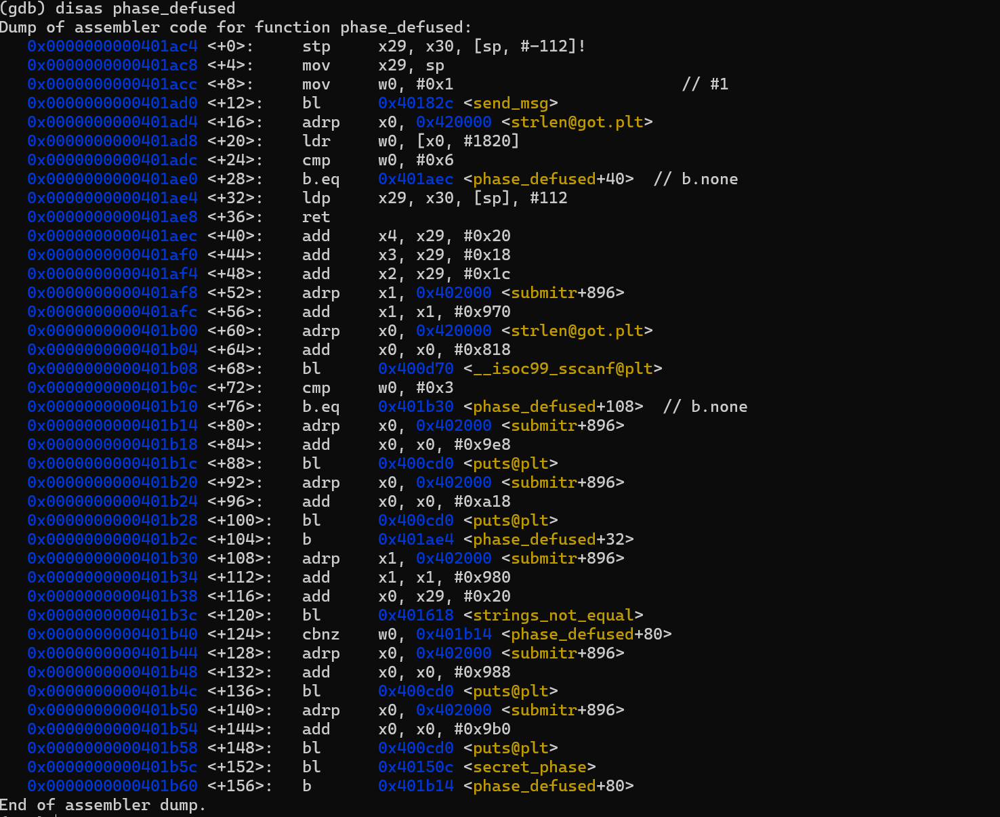 (gdb) disas phase_defused
Dump of assembler code for function phase_defused:
   0x0000000000401ac4 <+0>:     stp     x29, x30, [sp, #-112]!
   0x0000000000401ac8 <+4>:     mov     x29, sp
   0x0000000000401acc <+8>:     mov     w0, #0x1                        // #1
   0x0000000000401ad0 <+12>:    bl      0x40182c <send_msg>
   0x0000000000401ad4 <+16>:    adrp    x0, 0x420000 <strlen@got.plt>
   0x0000000000401ad8 <+20>:    ldr     w0, [x0, #1820]
   0x0000000000401adc <+24>:    cmp     w0, #0x6
   0x0000000000401ae0 <+28>:    b.eq    0x401aec <phase_defused+40>  // b.none
   0x0000000000401ae4 <+32>:    ldp     x29, x30, [sp], #112
   0x0000000000401ae8 <+36>:    ret
   0x0000000000401aec <+40>:    add     x4, x29, #0x20
   0x0000000000401af0 <+44>:    add     x3, x29, #0x18
   0x0000000000401af4 <+48>:    add     x2, x29, #0x1c
   0x0000000000401af8 <+52>:    adrp    x1, 0x402000 <submitr+896>
   0x0000000000401afc <+56>:    add     x1, x1, #0x970
   0x0000000000401b00 <+60>:    adrp    x0, 0x420000 <strlen@got.plt>
   0x0000000000401b04 <+64>:    add     x0, x0, #0x818
   0x0000000000401b08 <+68>:    bl      0x400d70 <__isoc99_sscanf@plt>
   0x0000000000401b0c <+72>:    cmp     w0, #0x3
   0x0000000000401b10 <+76>:    b.eq    0x401b30 <phase_defused+108>  // b.none
   0x0000000000401b14 <+80>:    adrp    x0, 0x402000 <submitr+896>
   0x0000000000401b18 <+84>:    add     x0, x0, #0x9e8
   0x0000000000401b1c <+88>:    bl      0x400cd0 <puts@plt>
   0x0000000000401b20 <+92>:    adrp    x0, 0x402000 <submitr+896>
   0x0000000000401b24 <+96>:    add     x0, x0, #0xa18
   0x0000000000401b28 <+100>:   bl      0x400cd0 <puts@plt>
   0x0000000000401b2c <+104>:   b       0x401ae4 <phase_defused+32>
   0x0000000000401b30 <+108>:   adrp    x1, 0x402000 <submitr+896>
   0x0000000000401b34 <+112>:   add     x1, x1, #0x980
   0x0000000000401b38 <+116>:   add     x0, x29, #0x20
   0x0000000000401b3c <+120>:   bl      0x401618 <strings_not_equal>
   0x0000000000401b40 <+124>:   cbnz    w0, 0x401b14 <phase_defused+80>
   0x0000000000401b44 <+128>:   adrp    x0, 0x402000 <submitr+896>
   0x0000000000401b48 <+132>:   add     x0, x0, #0x988
   0x0000000000401b4c <+136>:   bl      0x400cd0 <puts@plt>
   0x0000000000401b50 <+140>:   adrp    x0, 0x402000 <submitr+896>
   0x0000000000401b54 <+144>:   add     x0, x0, #0x9b0
   0x0000000000401b58 <+148>:   bl      0x400cd0 <puts@plt>
   0x0000000000401b5c <+152>:   bl      0x40150c <secret_phase>
   0x0000000000401b60 <+156>:   b       0x401b14 <phase_defused+80>
End of assembler dump.